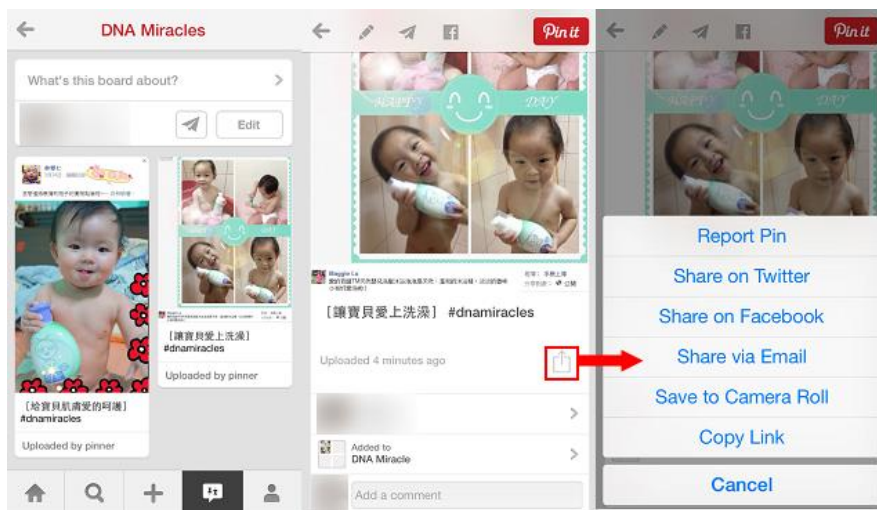 DNA Miracles
What's this board about?
Edit
[給寶貝肌膚愛的呵護]
#dnamiracles
Uploaded by pinner
[讓寶貝愛上洗澡]
#dnamiracles
Uploaded by pinner
Pin it
HAPPY
DAY
Maggie Lu
[讓寶貝愛上洗澡] #dnamiracles
Uploaded 4 minutes ago
Added to
DNA Miracle
Add a comment
Pin it
HAPPY
DAY
Report Pin
Share on Twitter
Share on Facebook
Share via Email
Save to Camera Roll
Copy Link
Cancel